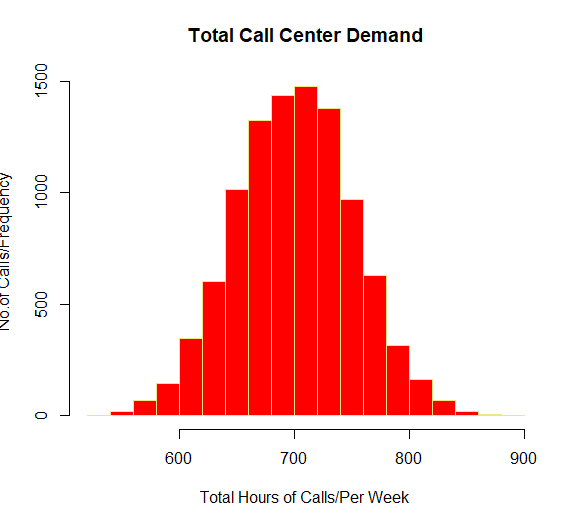 Total Call Center Demand
No.of Calls/Frequency
1500
1000
500
0
600 700 800 900
Total Hours of Calls/Per Week